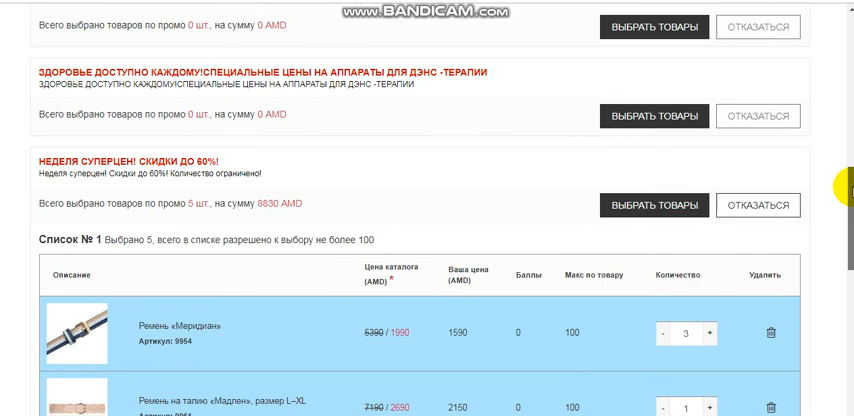 www.BANDICAM.com
Всего выбрано товаров по промо 0 шт., на сумму 0 AMD
ВЫБРАТЬ ТОВАРЫ
ОТКАЗАТЬСЯ
ЗДОРОВЬЕ ДОСТУПНО КАЖДОМУ!СПЕЦИАЛЬНЫЕ ЦЕНЫ НА АППАРАТЫ ДЛЯ ДЭНС -ТЕРАПИИ
ЗДОРОВЬЕ ДОСТУПНО КАЖДОМУ!СПЕЦИАЛЬНЫЕ ЦЕНЫ НА АППАРАТЫ ДЛЯ ДЭНС -ТЕРАПИИ
Всего выбрано товаров по промо 0 шт., на сумму 0 AMD
ВЫБРАТЬ ТОВАРЫ
ОТКАЗАТЬСЯ
НЕДЕЛЯ СУПЕРЦЕН! СКИДКИ ДО 60%!
Неделя суперцен! Скидки до 60%! Количество ограничено!
Всего выбрано товаров по промо 5 шт., на сумму 8830 AMD
ВЫБРАТЬ ТОВАРЫ
ОТКАЗАТЬСЯ
Список № 1 Выбрано 5, всего в списке разрешено к выбору не более 100
Описание
Цена каталога (AMD) *
Ваша цена (AMD)
Баллы
Макс по товару
Количество
Удалить
Ремень «Меридиан»
Артикул: 9954
5390 / 1990
1590
0
100
- 3 +
Ремень на талию «Мадлен», размер L–XL
7190 / 2690
2150
0
100
- 1 +